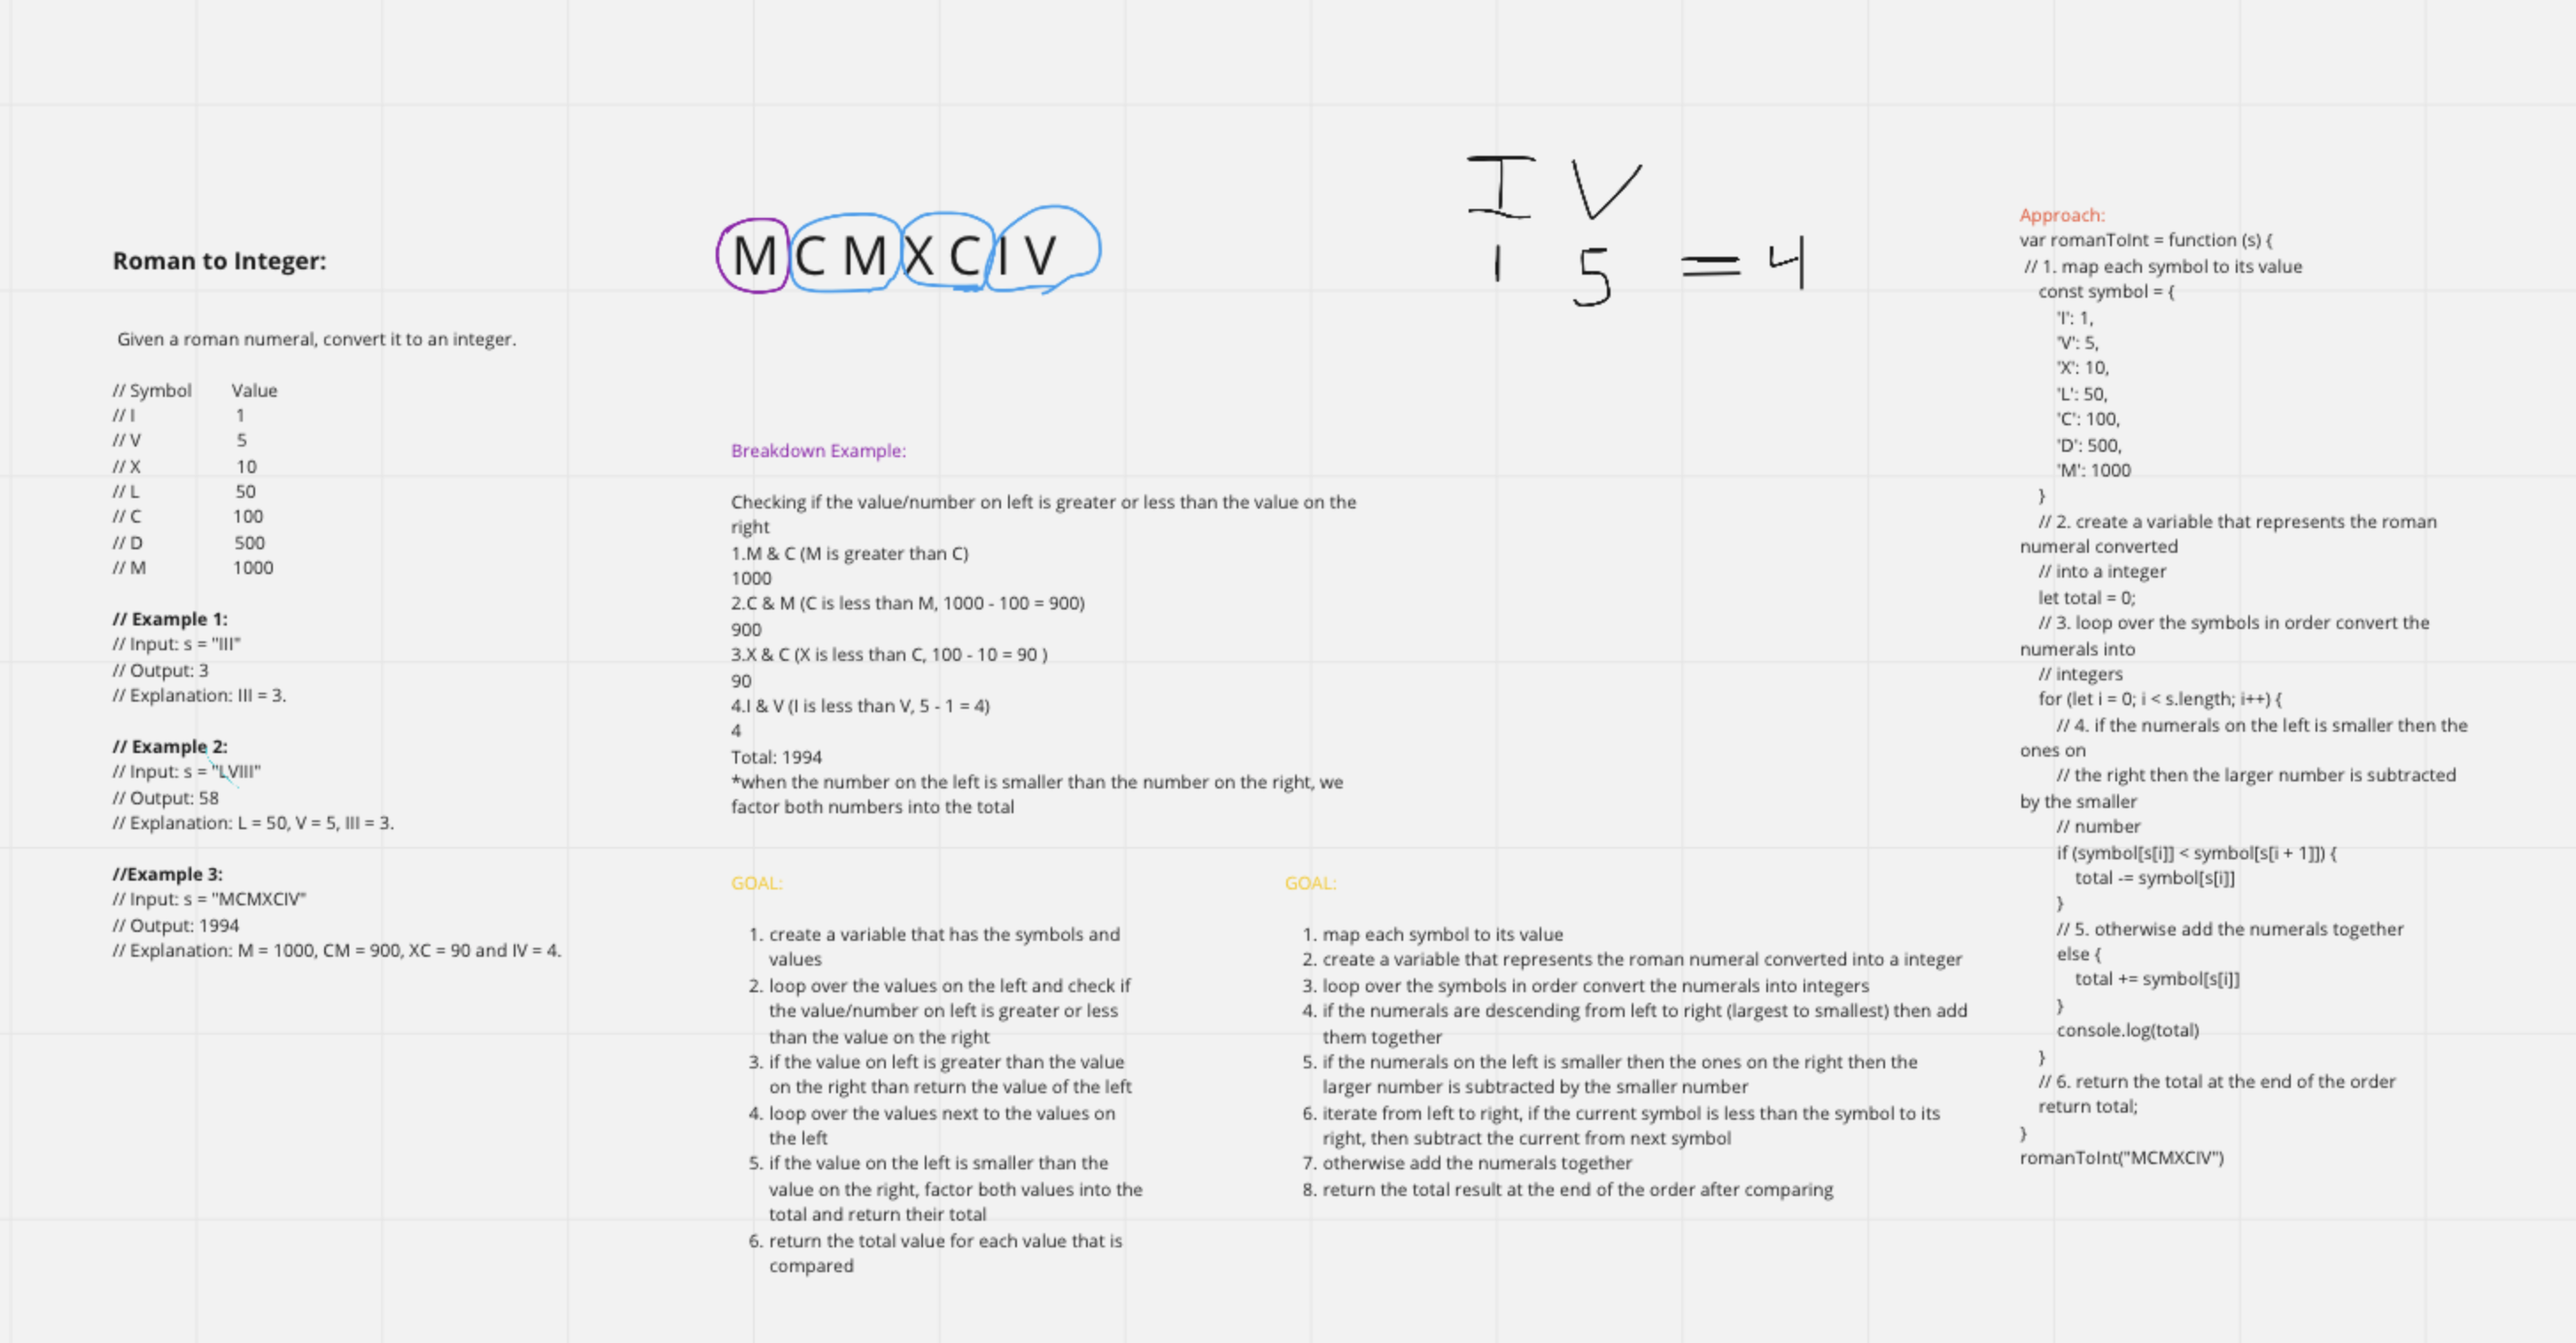 Roman to Integer:
Given a roman numeral, convert it to an integer.
// Symbol Value
// I 1
// V 5
// X 10
// L 50
// C 100
// D 500
// M 1000
// Example 1:
// Input: s = "III"
// Output: 3
// Explanation: III = 3.
// Example 2:
// Input: s = "LVIII"
// Output: 58
// Explanation: L = 50, V = 5, III = 3.
//Example 3:
// Input: s = "MCMXCIV"
// Output: 1994
// Explanation: M = 1000, CM = 900, XC = 90 and IV = 4.
M C M X C I V
Breakdown Example:
Checking if the value/number on left is greater or less than the value on the
right
1.M & C (M is greater than C)
1000
2.C & M (C is less than M, 1000 - 100 = 900)
900
3.X & C (X is less than C, 100 - 10 = 90 )
90
4.I & V (I is less than V, 5 - 1 = 4)
4
Total: 1994
*when the number on the left is smaller than the number on the right, we
factor both numbers into the total
GOAL:
1. create a variable that has the symbols and
values
2. loop over the values on the left and check if
the value/number on left is greater or less
than the value on the right
3. if the value on left is greater than the value
on the right than return the value of the left
4. loop over the values next to the values on
the left
5. if the value on the left is smaller than the
value on the right, factor both values into the
total and return their total
6. return the total value for each value that is
compared
I V
1 5 = 4
GOAL:
1. map each symbol to its value
2. create a variable that represents the roman numeral converted into a integer
3. loop over the symbols in order convert the numerals into integers
4. if the numerals are descending from left to right (largest to smallest) then add
them together
5. if the numerals on the left is smaller then the ones on the right then the
larger number is subtracted by the smaller number
6. iterate from left to right, if the current symbol is less than the symbol to its
right, then subtract the current from next symbol
7. otherwise add the numerals together
8. return the total result at the end of the order after comparing
Approach:
var romanToInt = function (s) {
// 1. map each symbol to its value
const symbol = {
'I': 1,
'V': 5,
'X': 10,
'L': 50,
'C': 100,
'D': 500,
'M': 1000
}
// 2. create a variable that represents the roman
numeral converted
// into a integer
let total = 0;
// 3. loop over the symbols in order convert the
numerals into
// integers
for (let i = 0; i < s.length; i++) {
// 4. if the numerals on the left is smaller then the
ones on
// the right then the larger number is subtracted
by the smaller
// number
if (symbol[s[i]] < symbol[s[i + 1]]) {
total -= symbol[s[i]]
}
// 5. otherwise add the numerals together
else {
total += symbol[s[i]]
}
console.log(total)
}
// 6. return the total at the end of the order
return total;
}
romanToInt("MCMXCIV")